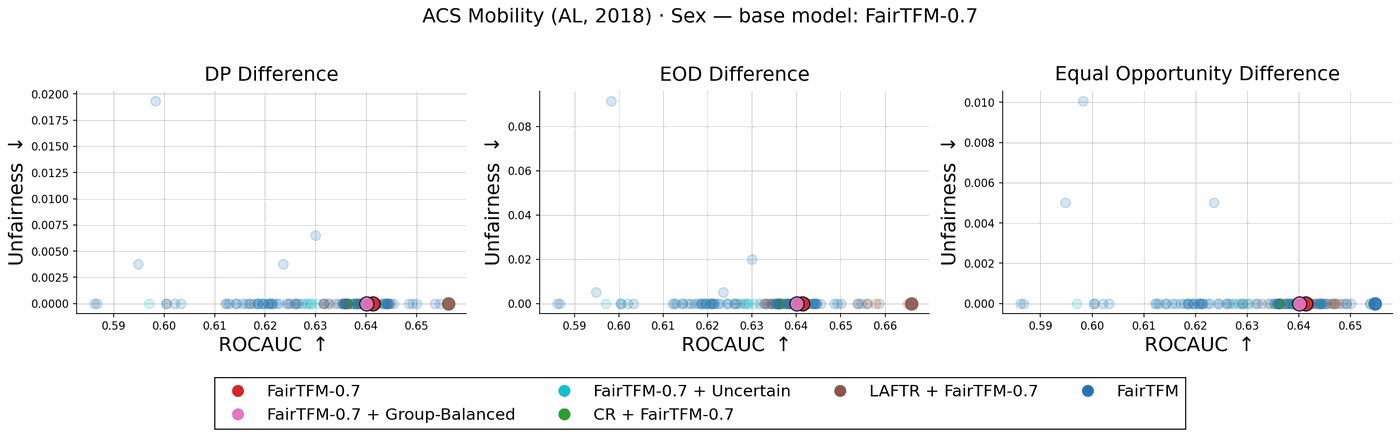 ACS Mobility (AL, 2018) · Sex — base model: FairTFM-0.7
DP Difference
EOD Difference
Equal Opportunity Difference
Unfairness ↓
0.0200
0.0175
0.0150
0.0125
0.0100
0.0075
0.0050
0.0025
0.0000
0.59 0.60 0.61 0.62 0.63 0.64 0.65
ROCAUC ↑
Unfairness ↓
0.08
0.06
0.04
0.02
0.00
0.59 0.60 0.61 0.62 0.63 0.64 0.65 0.66
ROCAUC ↑
Unfairness ↓
0.010
0.008
0.006
0.004
0.002
0.000
0.59 0.60 0.61 0.62 0.63 0.64 0.65
ROCAUC ↑
FairTFM-0.7
FairTFM-0.7 + Group-Balanced
FairTFM-0.7 + Uncertain
CR + FairTFM-0.7
LAFTR + FairTFM-0.7
FairTFM